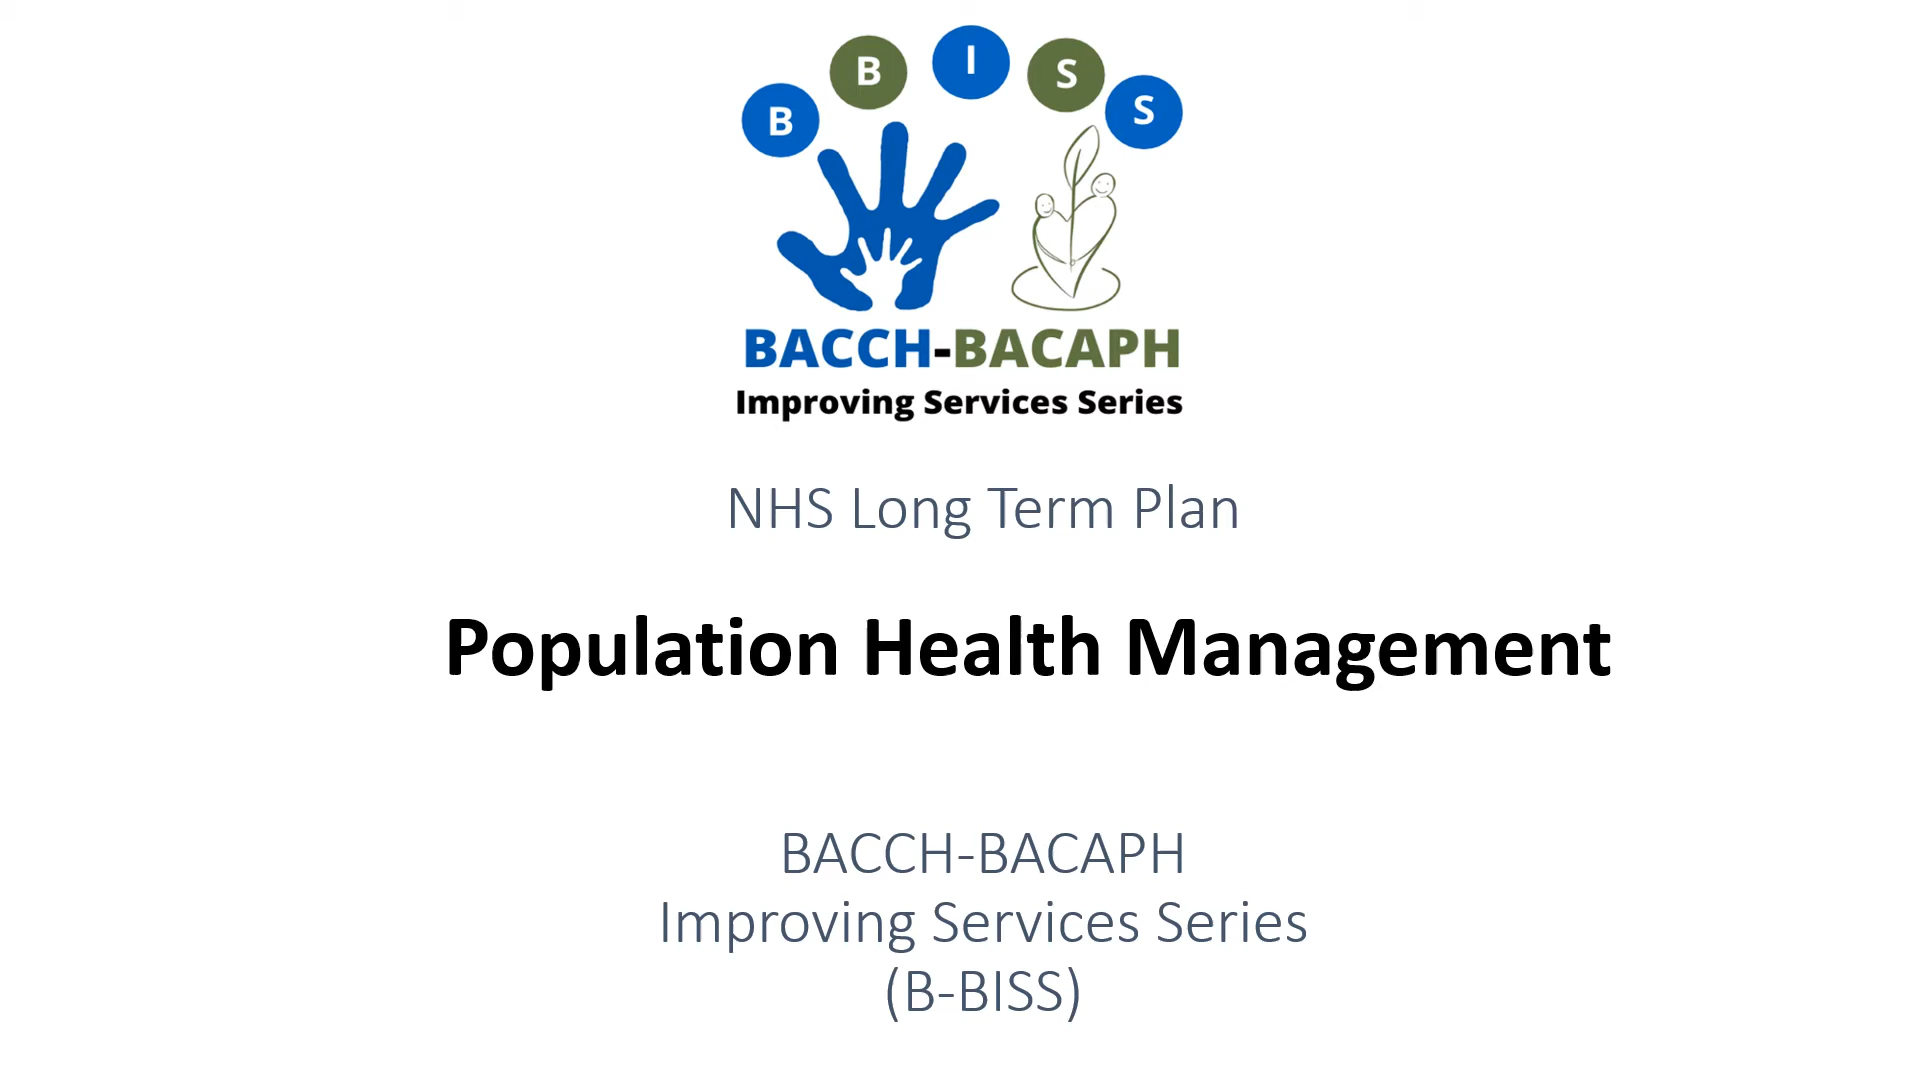 B B I S S
BACCH-BACAPH
Improving Services Series
NHS Long Term Plan
Population Health Management
BACCH-BACAPH
Improving Services Series
(B-BISS)